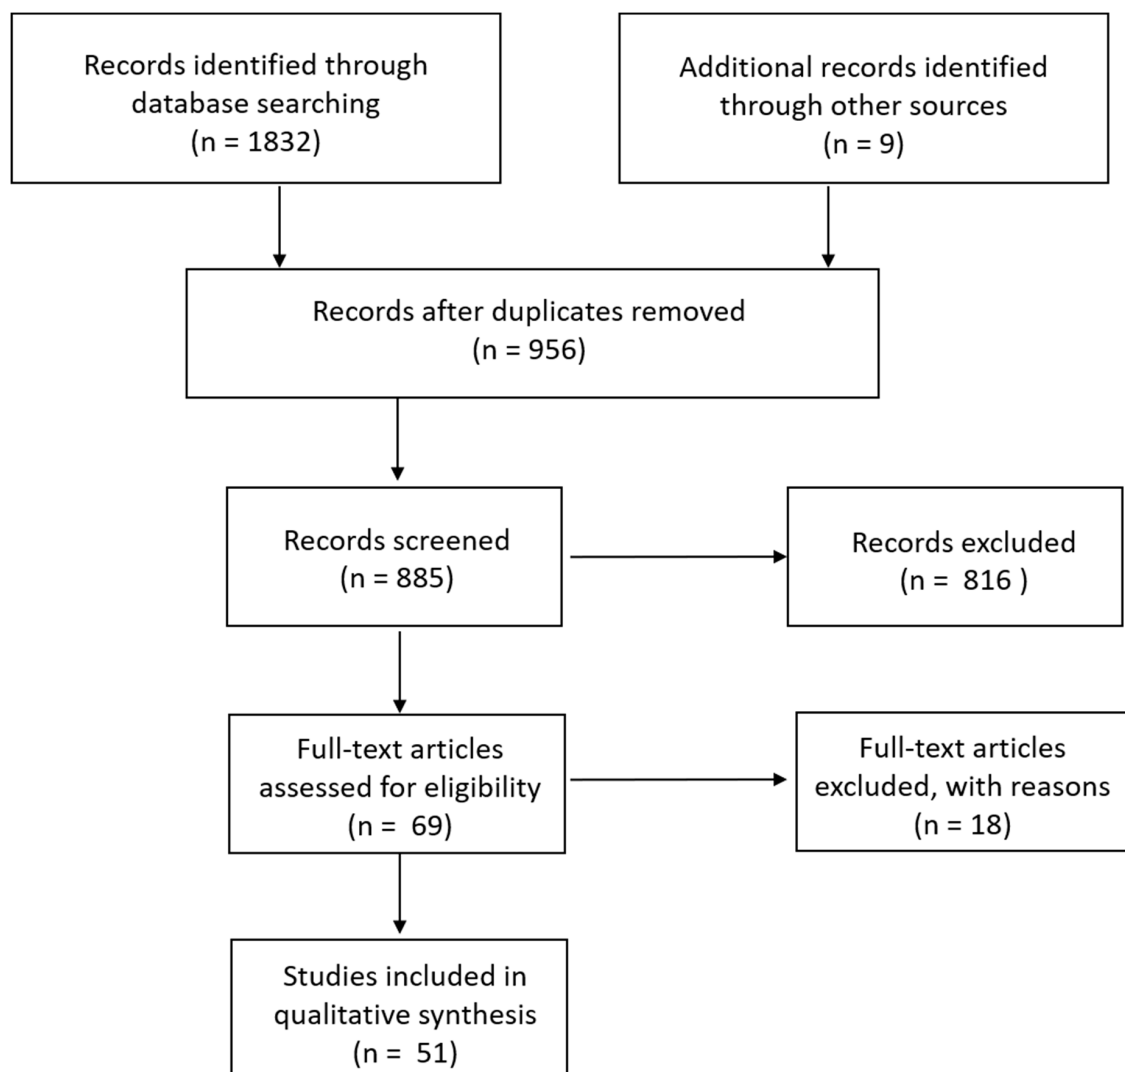 Records identified through
database searching
(n = 1832)
Additional records identified
through other sources
(n = 9)
Records after duplicates removed
(n = 956)
Records screened
(n = 885)
Records excluded
(n =  816 )
Full-text articles
assessed for eligibility
(n =  69)
Full-text articles
excluded, with reasons
(n = 18)
Studies included in
qualitative synthesis
(n =  51)